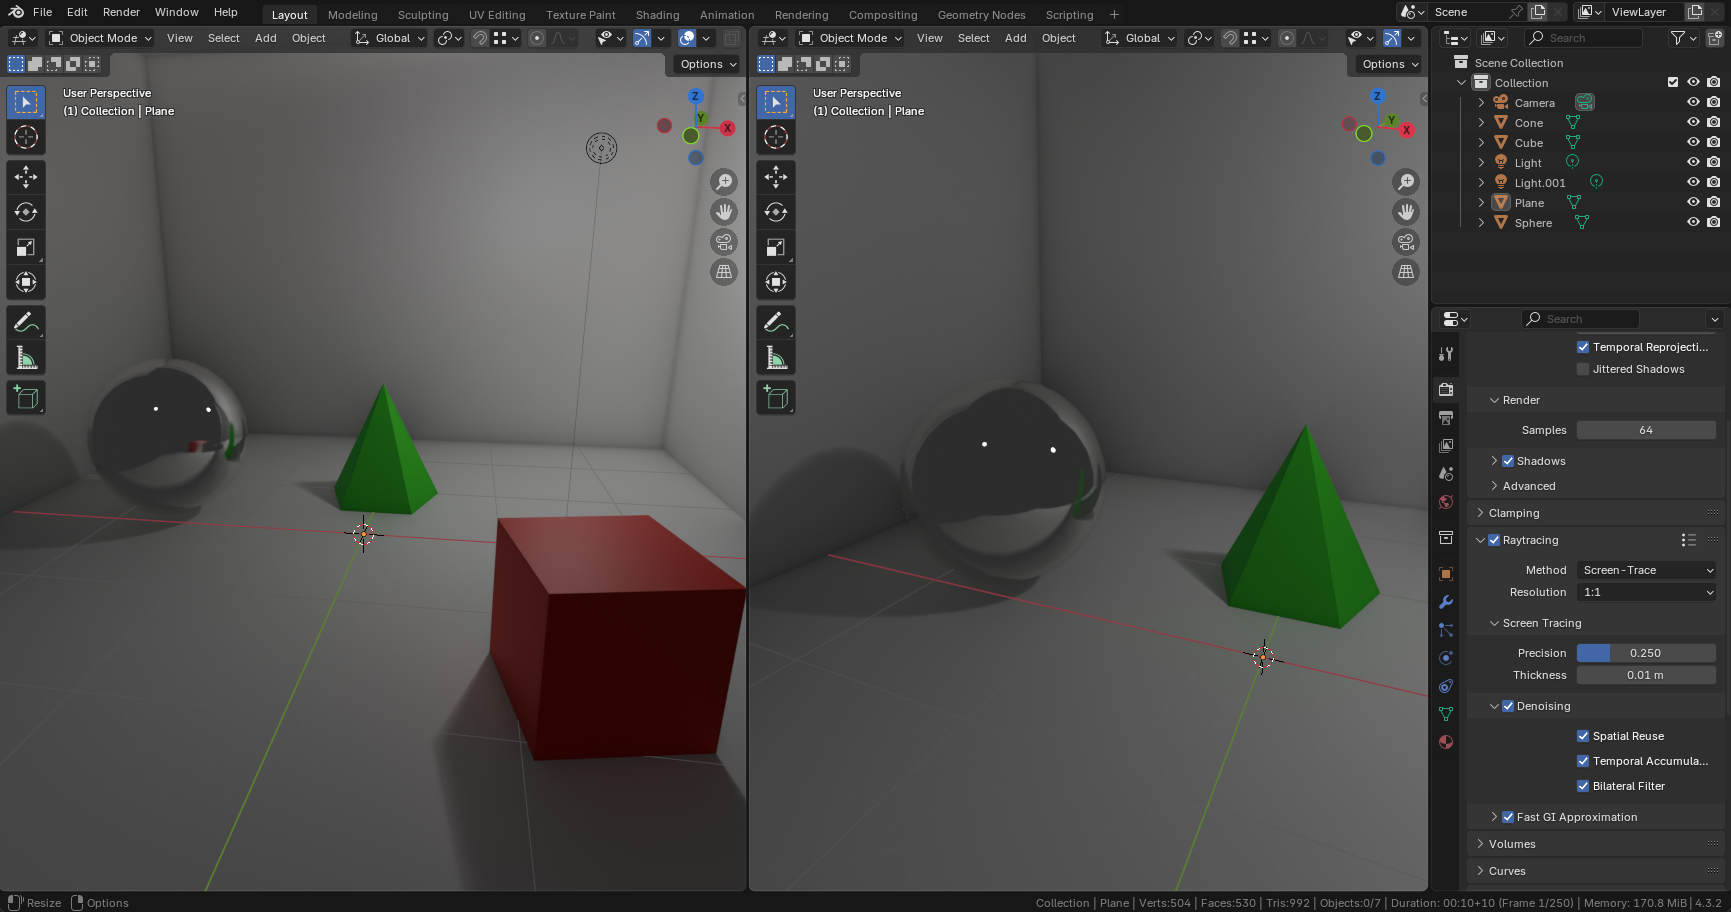 File Edit Render Window Help Layout Modeling Sculpting UV Editing Texture Paint Shading Animation Rendering Compositing Geometry Nodes Scripting + Scene ViewLayer
Object Mode View Select Add Object Global
Options
User Perspective
(1) Collection | Plane
Z
Y
X
Object Mode View Select Add Object Global
Options
User Perspective
(1) Collection | Plane
Z
Y
X
Search
Scene Collection
Collection
Camera
Cone
Cube
Light
Light.001
Plane
Sphere
Search
Temporal Reprojecti...
Jittered Shadows
Render
Samples 64
Shadows
Advanced
Clamping
Raytracing
Method Screen-Trace
Resolution 1:1
Screen Tracing
Precision 0.250
Thickness 0.01 m
Denoising
Spatial Reuse
Temporal Accumula...
Bilateral Filter
Fast GI Approximation
Volumes
Curves
Resize Options
Collection | Plane | Verts:504 | Faces:530 | Tris:992 | Objects:0/7 | Duration: 00:10+10 (Frame 1/250) | Memory: 170.8 MiB | 4.3.2